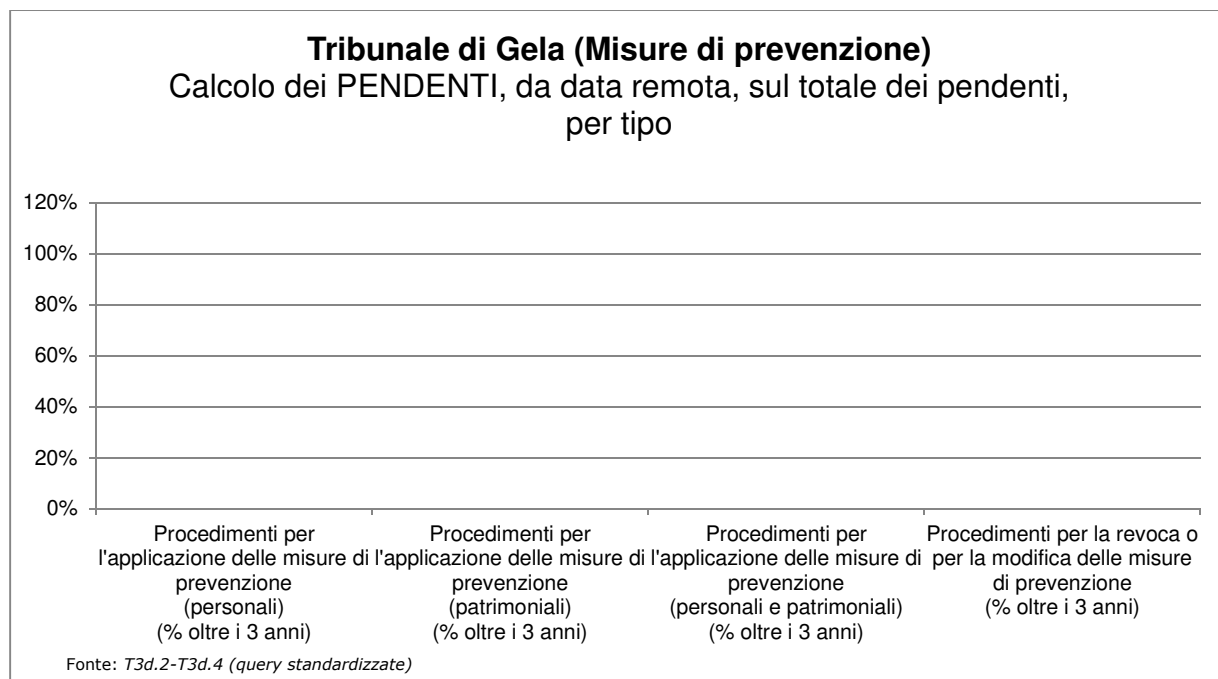 Tribunale di Gela (Misure di prevenzione)
Calcolo dei PENDENTI, da data remota, sul totale dei pendenti,
per tipo
120%
100%
80%
60%
40%
20%
0%
Procedimenti per
l'applicazione delle misure di
prevenzione
(personali)
(% oltre i 3 anni)
Procedimenti per
l'applicazione delle misure di
prevenzione
(patrimoniali)
(% oltre i 3 anni)
Procedimenti per
l'applicazione delle misure di
prevenzione
(personali e patrimoniali)
(% oltre i 3 anni)
Procedimenti per la revoca o
per la modifica delle misure
di prevenzione
(% oltre i 3 anni)
Fonte: T3d.2-T3d.4 (query standardizzate)